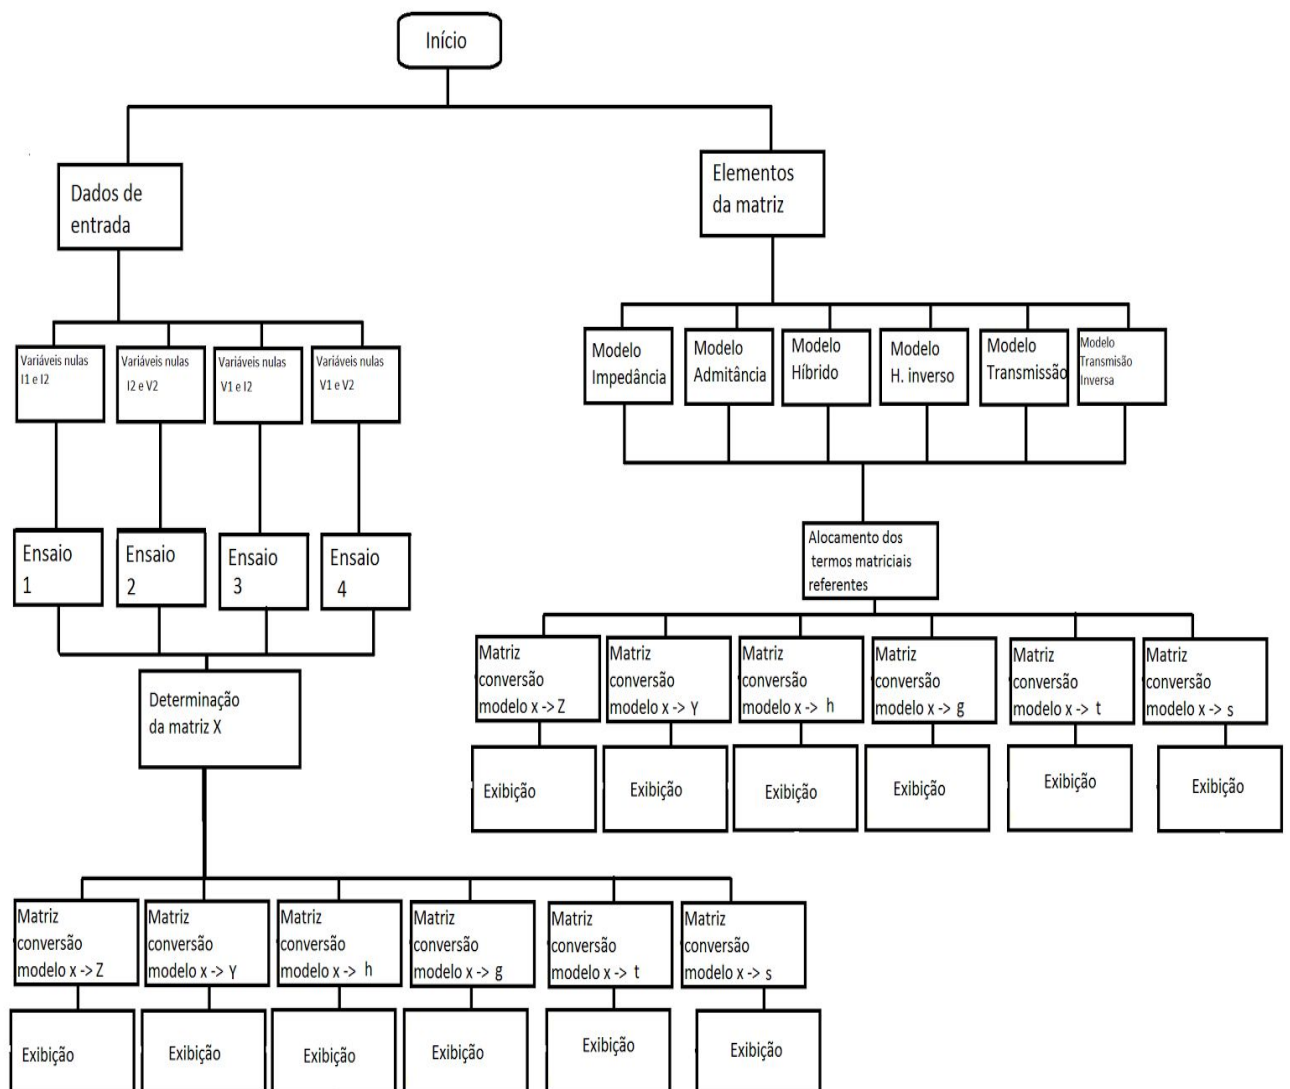 Início
Dados de
entrada
Elementos
da matriz
Variáveis nulas
I1 e I2
Variáveis nulas
I2 e V2
Variáveis nulas
V1 e I2
Variáveis nulas
V1 e V2
Modelo
Impedância
Modelo
Admitância
Modelo
Híbrido
Modelo
H. inverso
Modelo
Transmissão
Modelo
Transmisão
Inversa
Ensaio
1
Ensaio
2
Ensaio
3
Ensaio
4
Alocamento dos
termos matriciais
referentes
Determinação
da matriz X
Matriz
conversão
modelo x -> Z
Matriz
conversão
modelo x -> Y
Matriz
conversão
modelo x -> h
Matriz
conversão
modelo x -> g
Matriz
conversão
modelo x -> t
Matriz
conversão
modelo x -> s
Exibição
Exibição
Exibição
Exibição
Exibição
Exibição
Matriz
conversão
modelo x -> Z
Matriz
conversão
modelo x -> Y
Matriz
conversão
modelo x -> h
Matriz
conversão
modelo x -> g
Matriz
conversão
modelo x -> t
Matriz
conversão
modelo x -> s
Exibição
Exibição
Exibição
Exibição
Exibição
Exibição